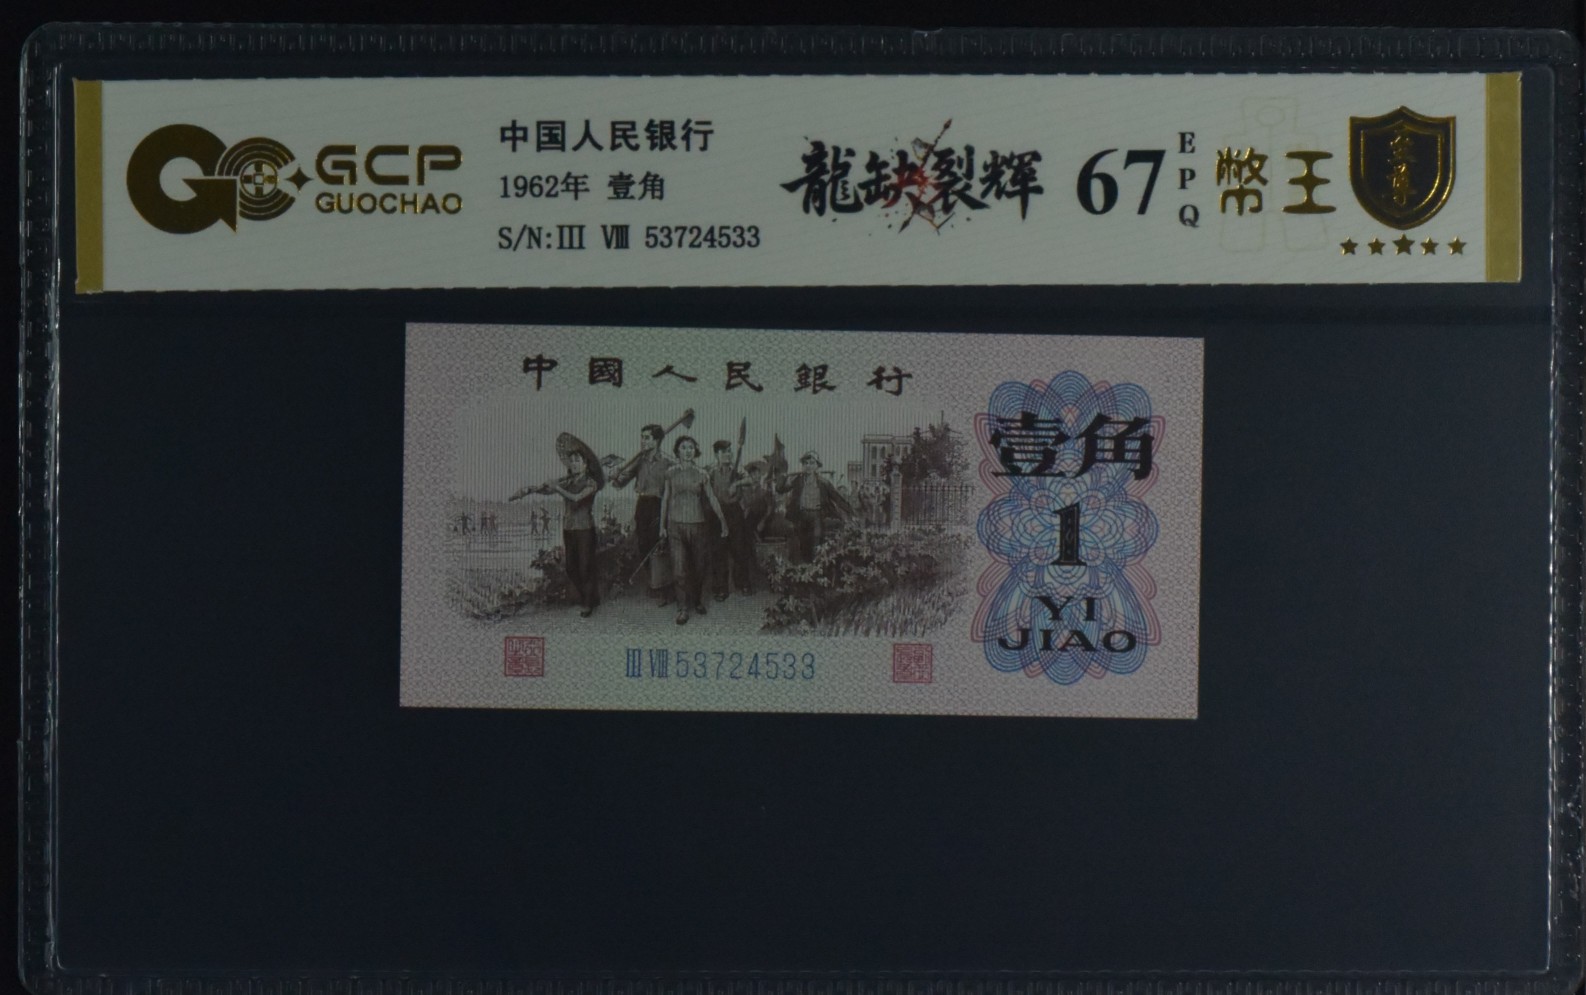 GCP
GUOCHAO
中国人民银行
1962年 壹角
S/N:III VIII 53724533
龍缺裂辉
67
EPQ
幣王
中國人民銀行
壹角
1
YI
JIAO
III VIII 53724533